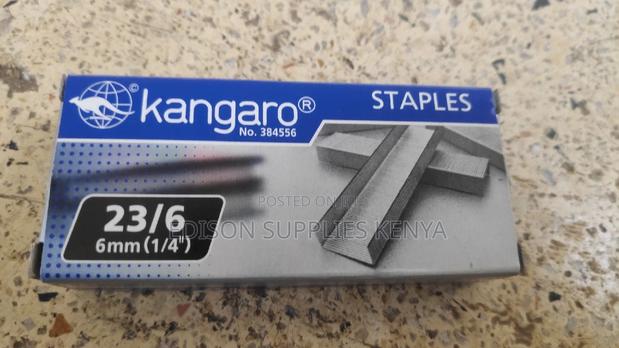 ©
kangaro®
No. 384556
STAPLES
23/6
6mm (1/4")
POSTED ON
EDISON SUPPLIES KENYA